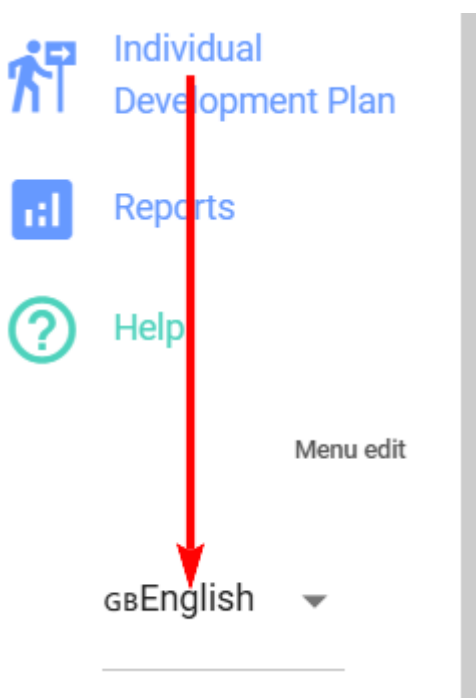 Individual
Development Plan
Reports
Help
Menu edit
GBEnglish